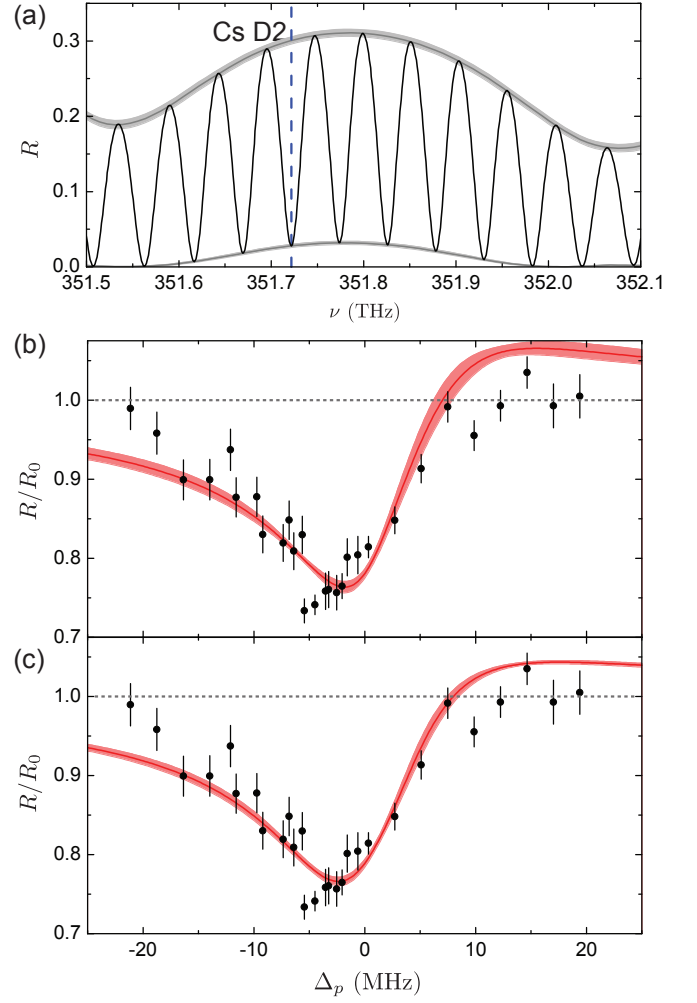 (a)
Cs D2
0.3
0.2
0.1
0.0
R
351.5 351.6 351.7 351.8 351.9 352.0 352.1
ν (THz)
(b)
1.0
0.9
0.8
0.7
R/R₀
(c)
1.0
0.9
0.8
0.7
R/R₀
-20 -10 0 10 20
Δₚ (MHz)